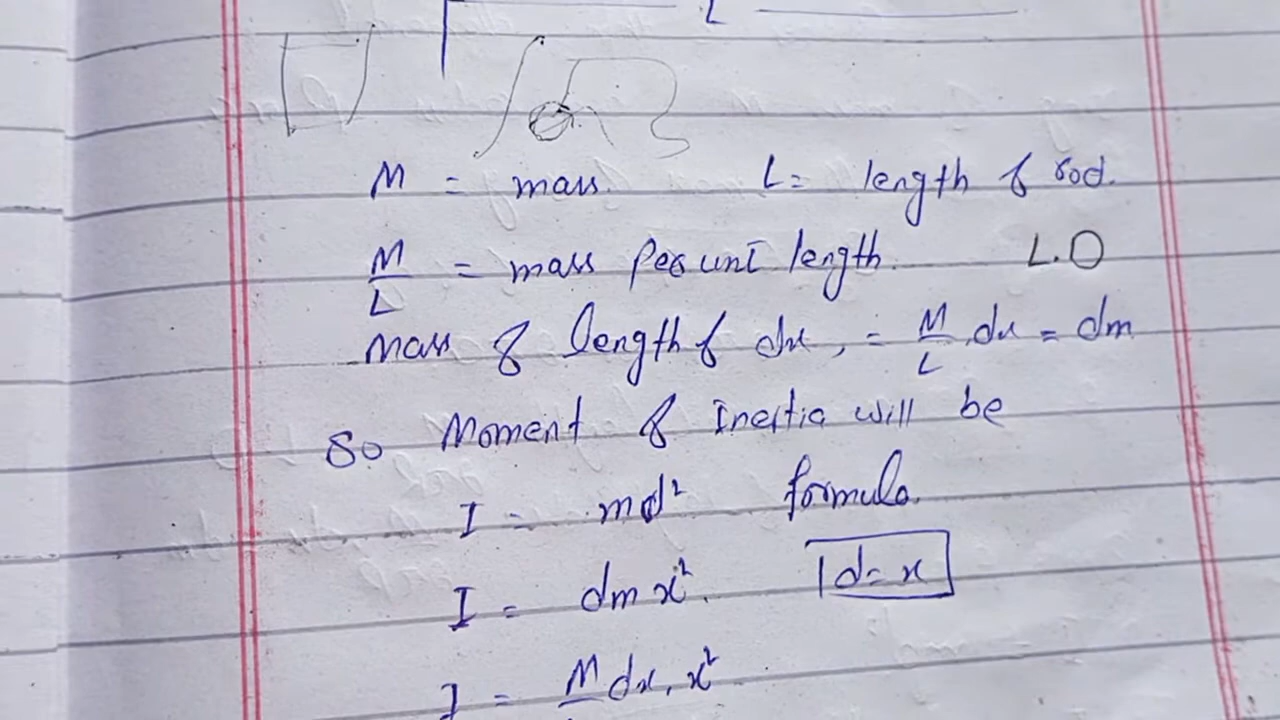 M = mass. L = length of rod.
M/L = mass per unit length. L.O
mass of length of dx, = M/L .dx = dm
So Moment of Inertia will be
I = md² formula.
I = dm x². d = x
I = M dx. x²